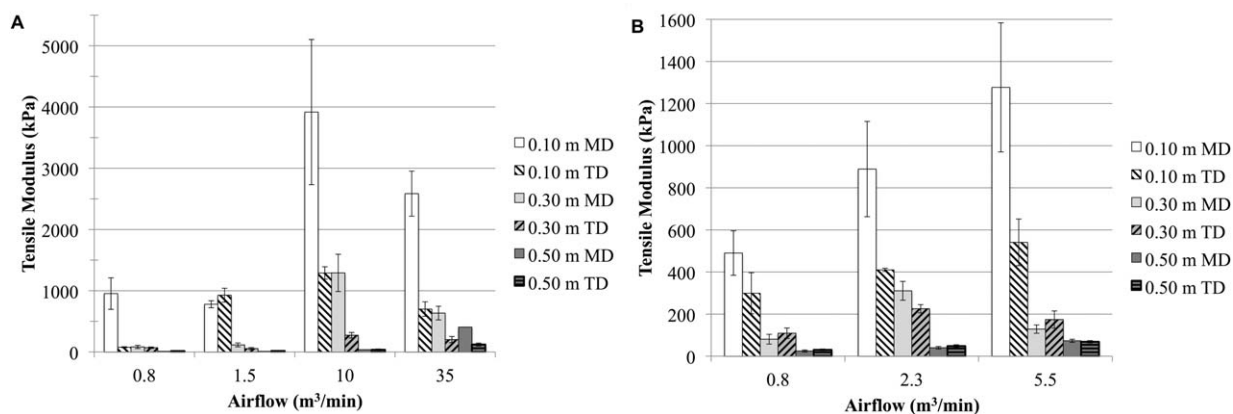 A
Tensile Modulus (kPa)
5000
4000
3000
2000
1000
0
0.8 1.5 10 35
Airflow (m³/min)
0.10 m MD
0.10 m TD
0.30 m MD
0.30 m TD
0.50 m MD
0.50 m TD
B
Tensile Modulus (kPa)
1600
1400
1200
1000
800
600
400
200
0
0.8 2.3 5.5
Airflow (m³/min)
0.10 m MD
0.10 m TD
0.30 m MD
0.30 m TD
0.50 m MD
0.50 m TD